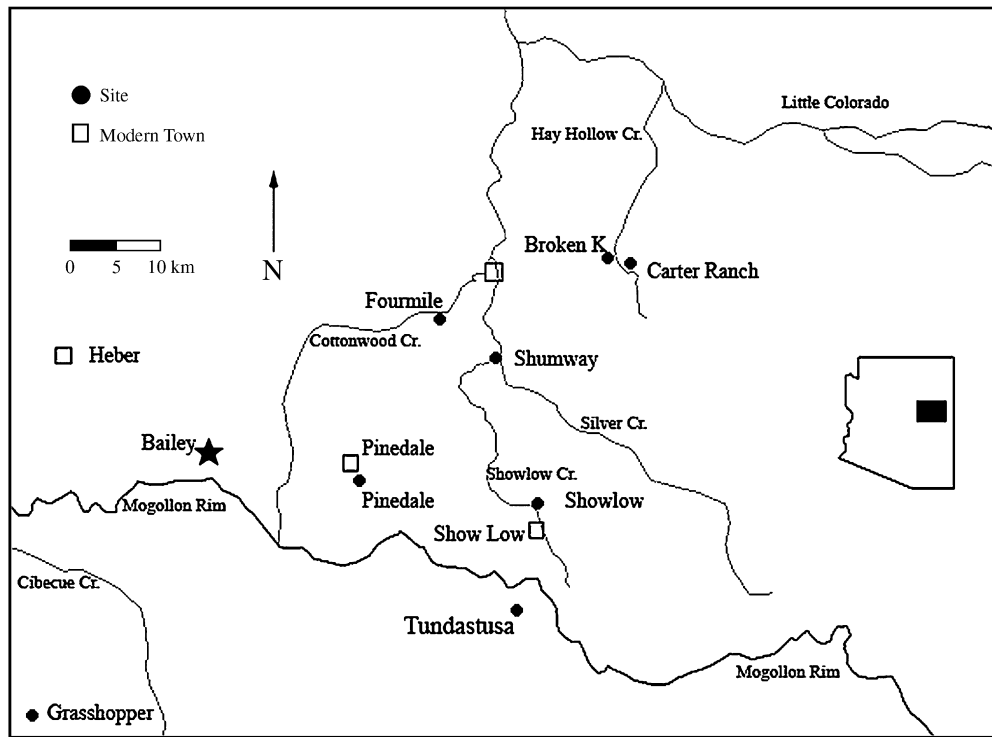 Site
Modern Town
0 5 10 km
N
Little Colorado
Hay Hollow Cr.
Broken K
Carter Ranch
Fourmile
Cottonwood Cr.
Heber
Shumway
Silver Cr.
Bailey
Pinedale
Pinedale
Mogollon Rim
Showlow Cr.
Showlow
Show Low
Cibecue Cr.
Tundastusa
Mogollon Rim
Grasshopper